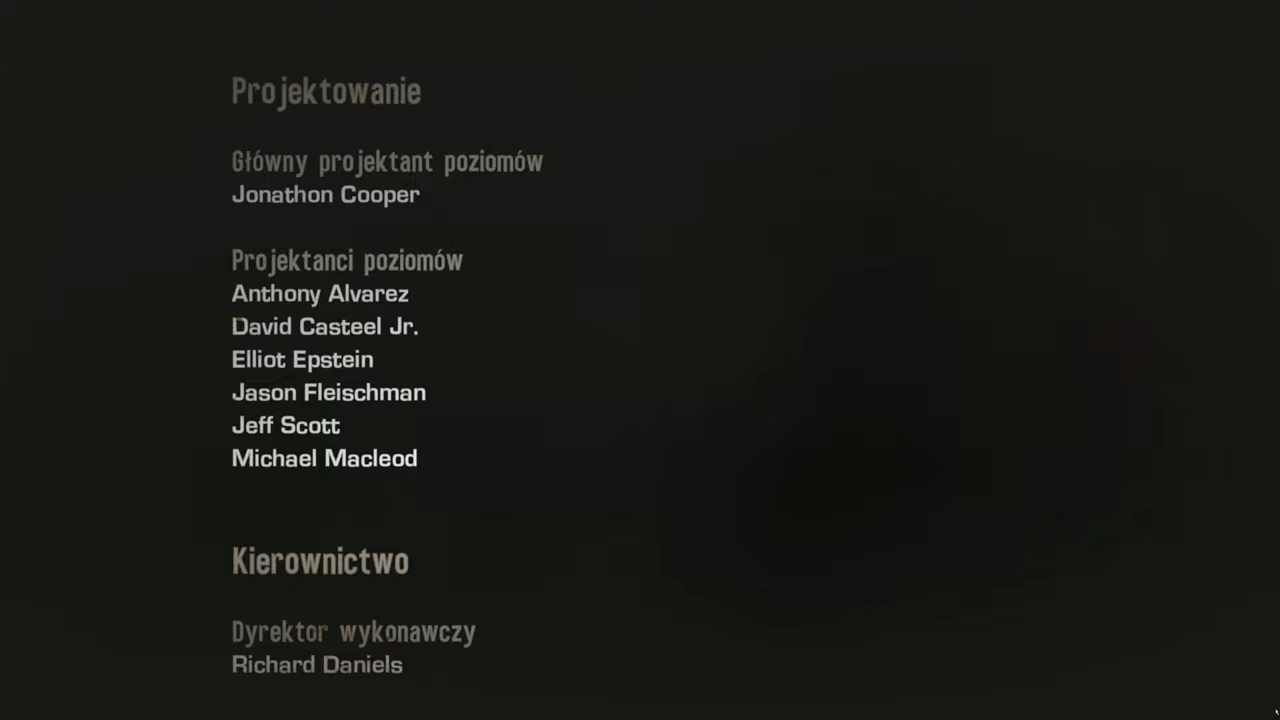 Projektowanie
Główny projektant poziomów
Jonathon Cooper
Projektanci poziomów
Anthony Alvarez
David Casteel Jr.
Elliot Epstein
Jason Fleischman
Jeff Scott
Michael Macleod
Kierownictwo
Dyrektor wykonawczy
Richard Daniels